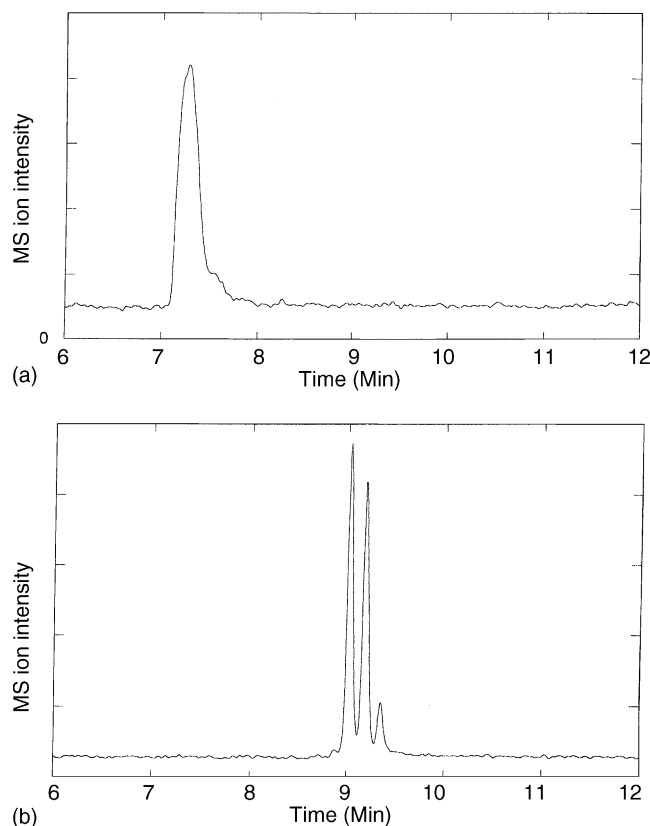 MS ion intensity
0
6 7 8 9 10 11 12
Time (Min)
(a)
MS ion intensity
6 7 8 9 10 11 12
Time (Min)
(b)